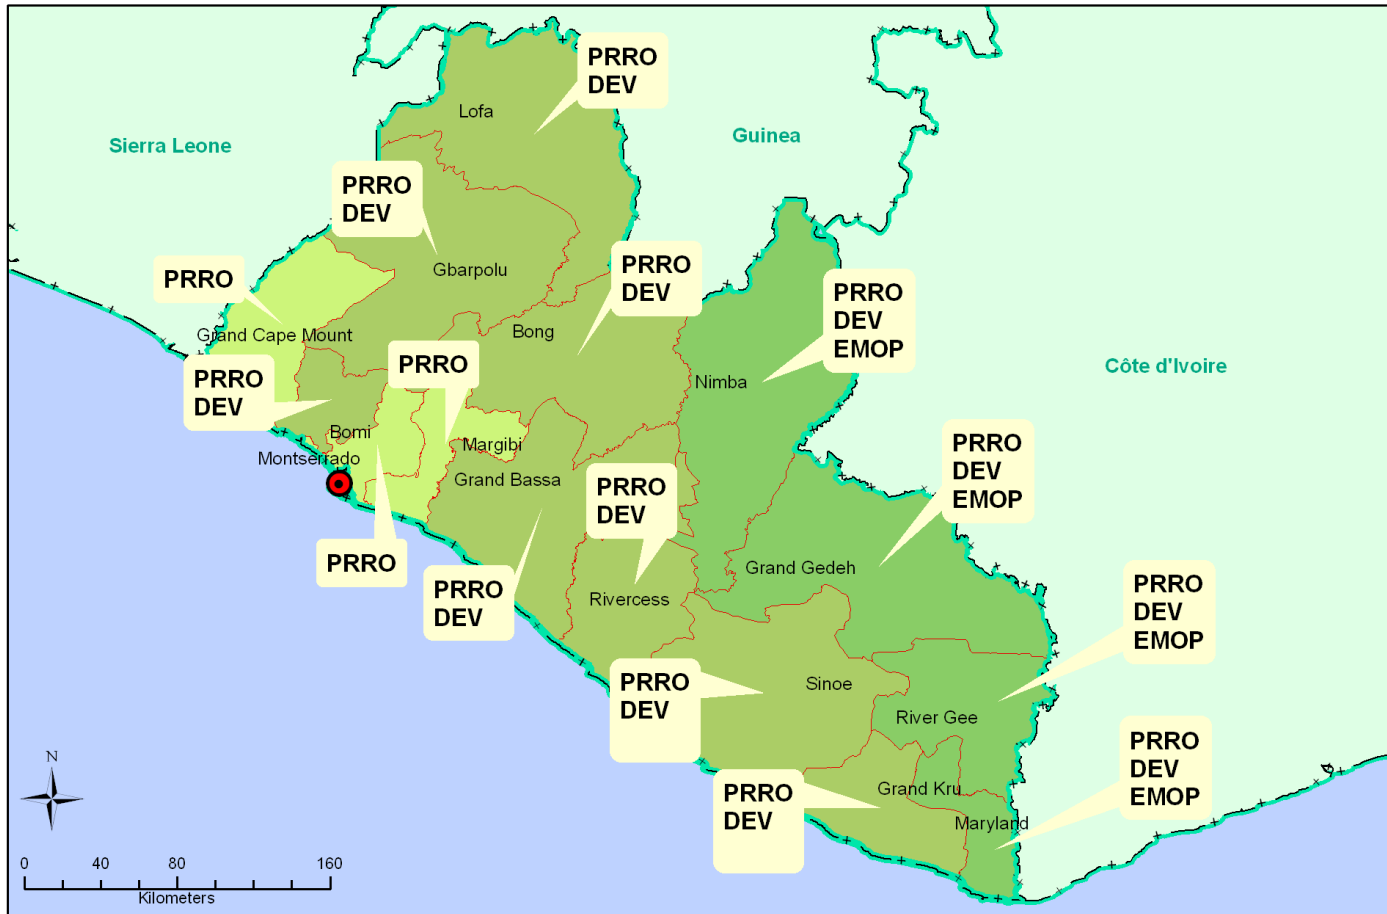 PRRO
DEV
Lofa
Guinea
Sierra Leone
PRRO
DEV
Gbarpolu
PRRO
DEV
PRRO
PRRO
DEV
EMOP
Grand Cape Mount
Bong
PRRO
Côte d'Ivoire
PRRO
DEV
Nimba
Bomi
Margibi
PRRO
DEV
EMOP
Montserrado
Grand Bassa
PRRO
DEV
PRRO
Grand Gedeh
PRRO
DEV
Rivercess
PRRO
DEV
EMOP
PRRO
DEV
Sinoe
River Gee
N
PRRO
DEV
EMOP
PRRO
DEV
Grand Kru
Maryland
0 40 80 160
Kilometers